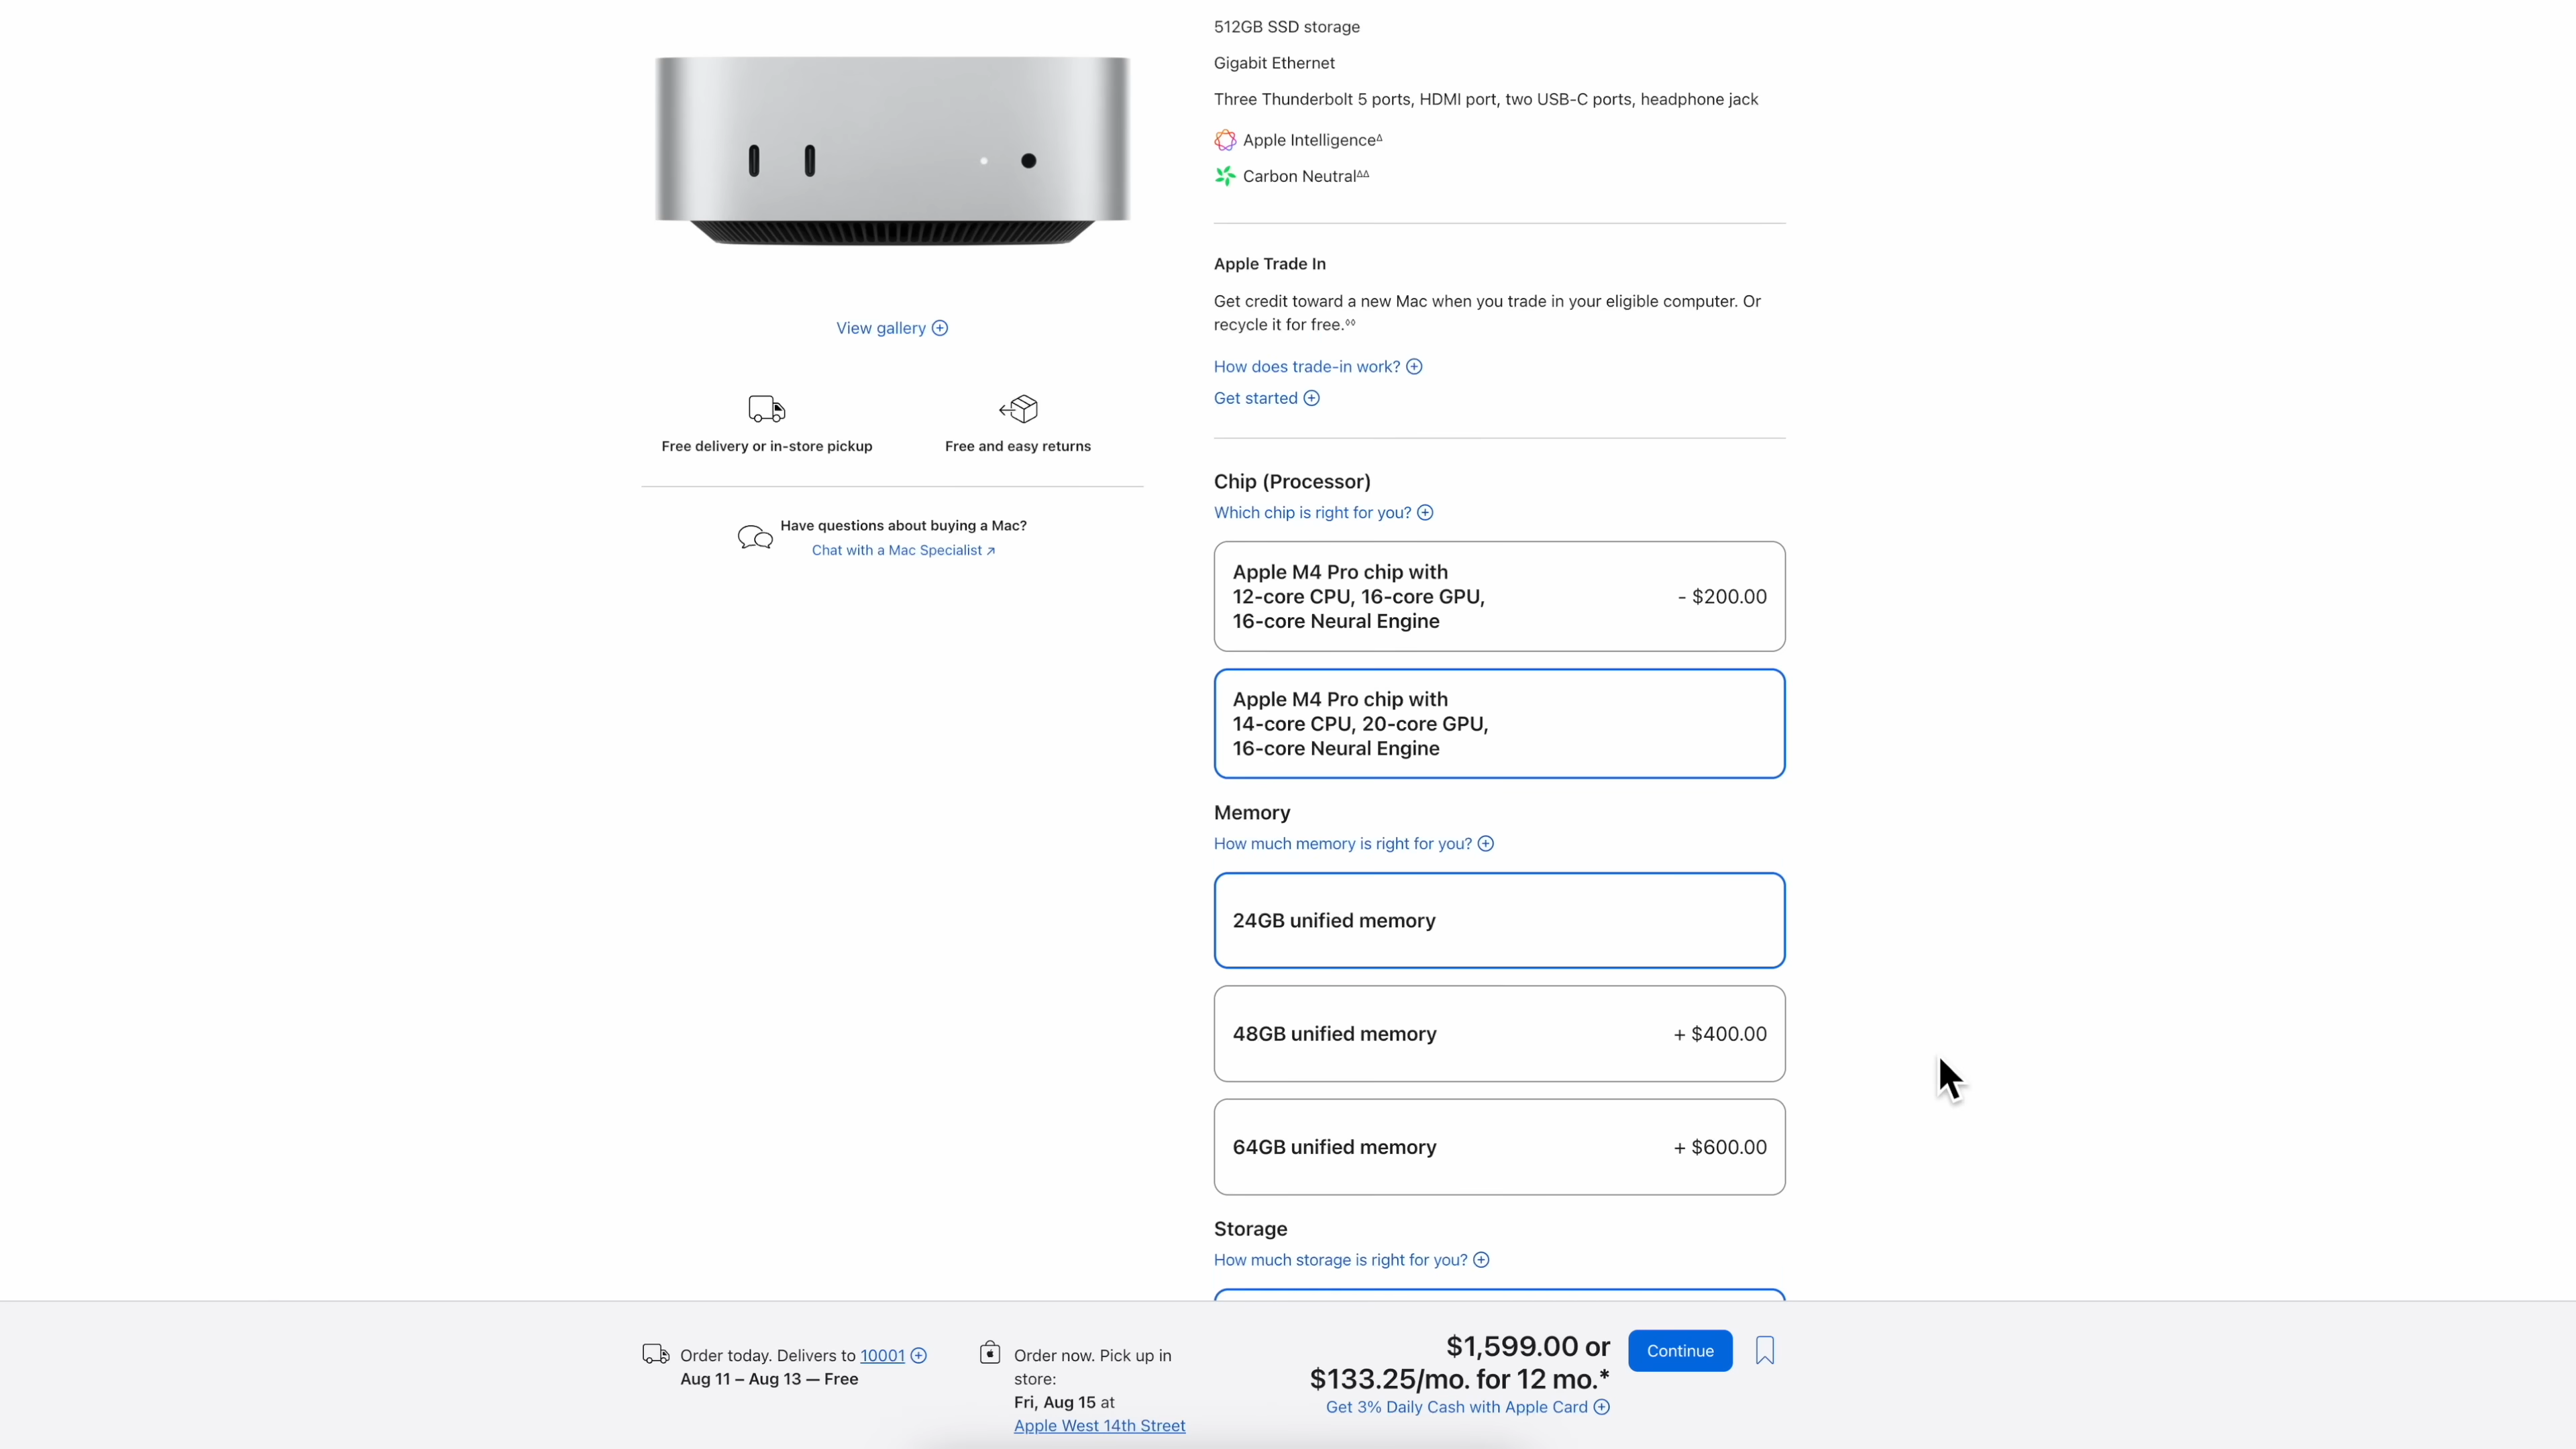 512GB SSD storage
Gigabit Ethernet
Three Thunderbolt 5 ports, HDMI port, two USB-C ports, headphone jack
Apple Intelligence∆
Carbon Neutral∆∆
View gallery
Free delivery or in-store pickup
Free and easy returns
Have questions about buying a Mac?
Chat with a Mac Specialist ↗
Apple Trade In
Get credit toward a new Mac when you trade in your eligible computer. Or
recycle it for free.◊◊
How does trade-in work?
Get started
Chip (Processor)
Which chip is right for you?
Apple M4 Pro chip with
12-core CPU, 16-core GPU,
16-core Neural Engine
- $200.00
Apple M4 Pro chip with
14-core CPU, 20-core GPU,
16-core Neural Engine
Memory
How much memory is right for you?
24GB unified memory
48GB unified memory
+ $400.00
64GB unified memory
+ $600.00
Storage
How much storage is right for you?
Order today. Delivers to 10001
Aug 11 – Aug 13 — Free
Order now. Pick up in
store:
Fri, Aug 15 at
Apple West 14th Street
$1,599.00 or
$133.25/mo. for 12 mo.*
Get 3% Daily Cash with Apple Card
Continue